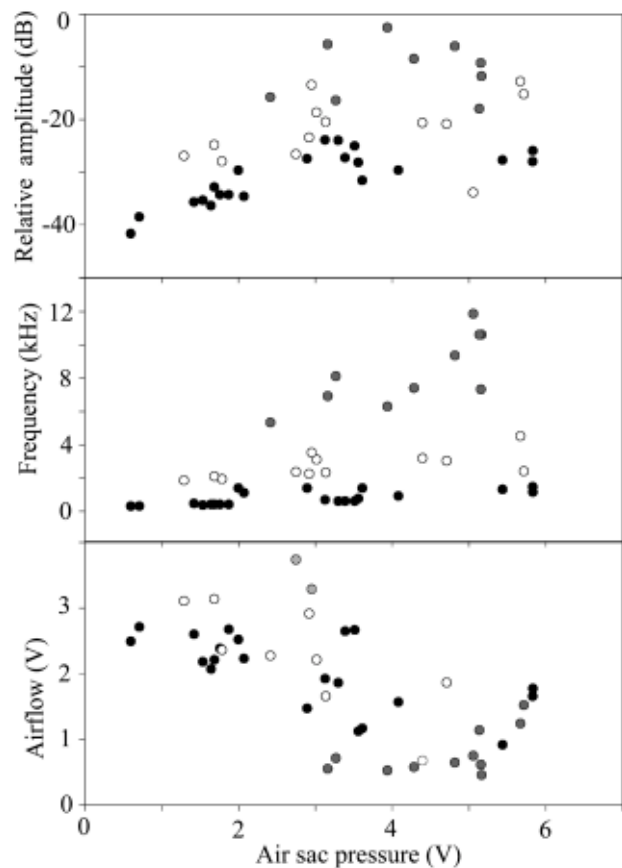 Relative amplitude (dB)
0
-20
-40
Frequency (kHz)
12
8
4
0
Airflow (V)
3
2
1
0
0 2 4 6
Air sac pressure (V)